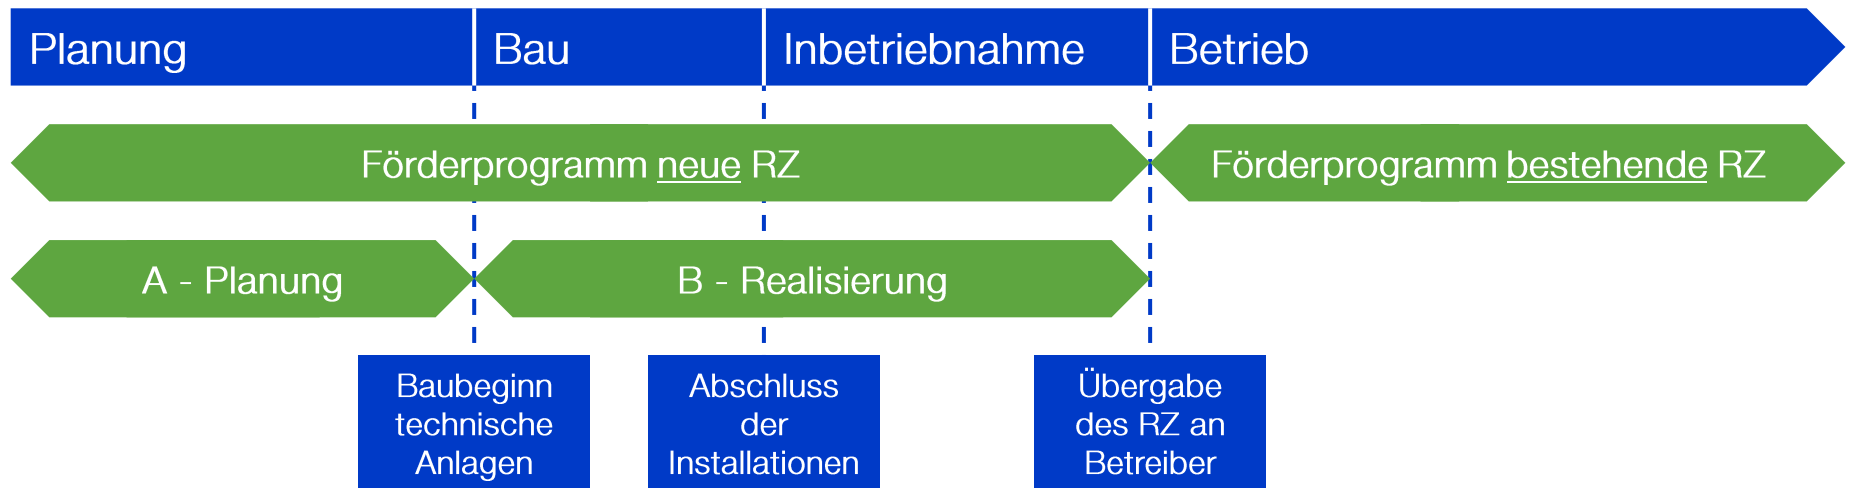 Planung
Bau
Inbetriebnahme
Betrieb
Förderprogramm neue RZ
Förderprogramm bestehende RZ
A - Planung
B - Realisierung
Baubeginn
technische
Anlagen
Abschluss
der
Installationen
Übergabe
des RZ an
Betreiber